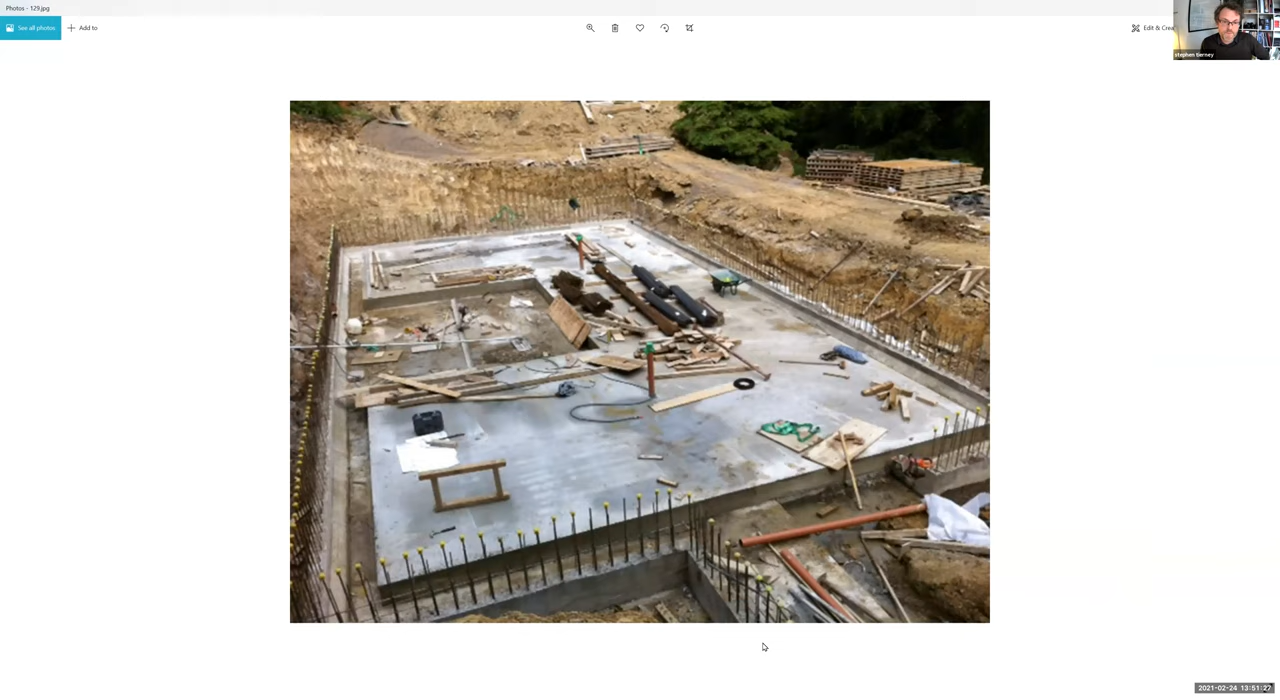 Photos - 129.jpg
See all photos
Add to
Edit & Crea
stephen tierney
2021-02-24 13:51:27